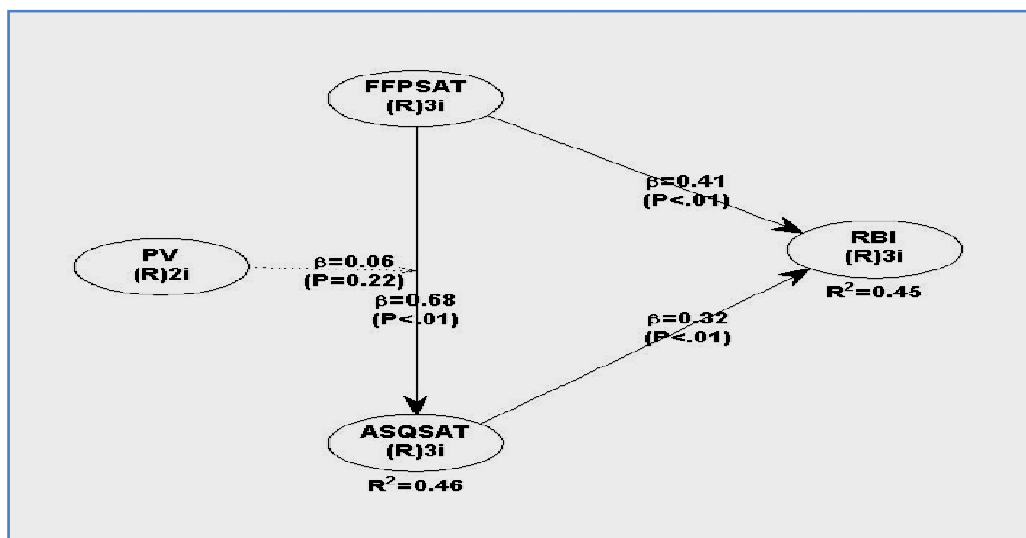 FFPSAT
(R)3i
β=0.41
(P<.01)
RBI
(R)3i
R²=0.45
PV
(R)2i
β=0.06
(P=0.22)
β=0.68
(P<.01)
β=0.32
(P<.01)
ASQSAT
(R)3i
R²=0.46